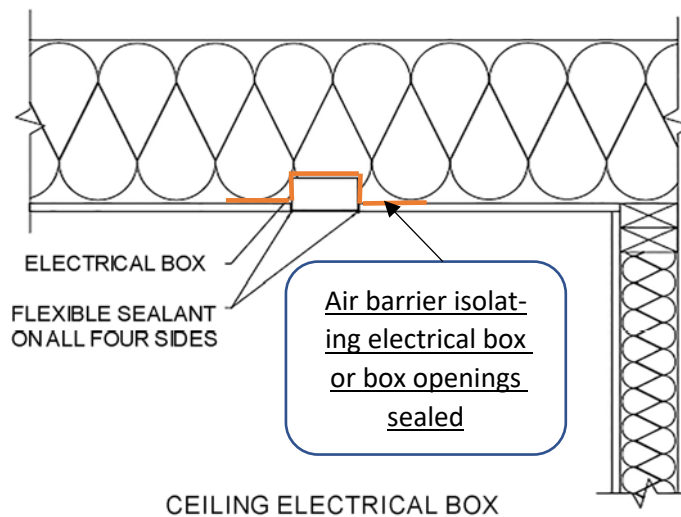 ELECTRICAL BOX
FLEXIBLE SEALANT
ON ALL FOUR SIDES
Air barrier isolat-
ing electrical box
or box openings
sealed
CEILING ELECTRICAL BOX